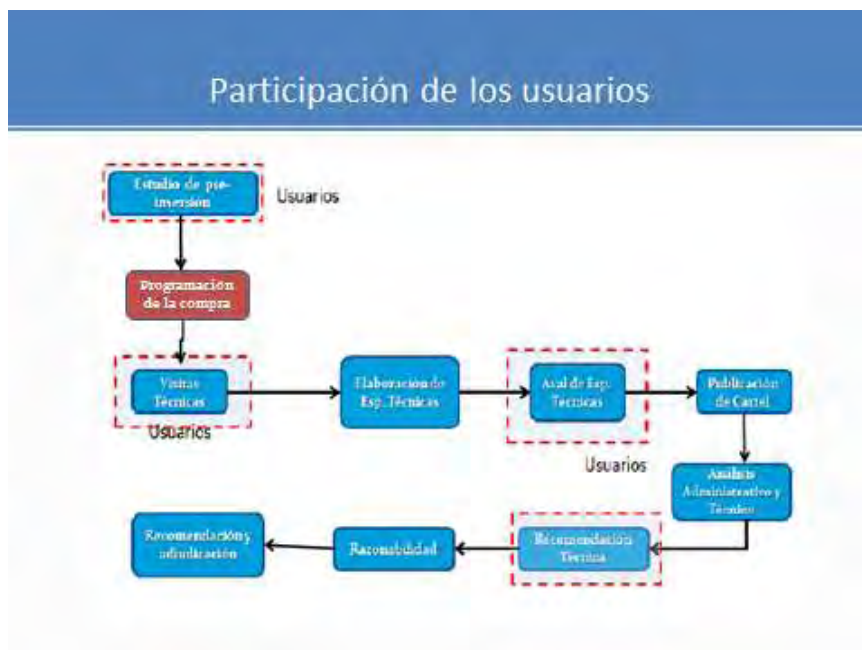 Participación de los usuarios
Estudio de pre-
inversión
Usuarios
Programación
de la compra
Visitas
Técnicas
Usuarios
Elaboración de
Esp. Técnicas
Aval de Esp.
Técnicas
Usuarios
Publicación
de Cartel
Análisis
Administrativo y
Técnico
Recomendación
Técnica
Razonabilidad
Recomendación y
adjudicación